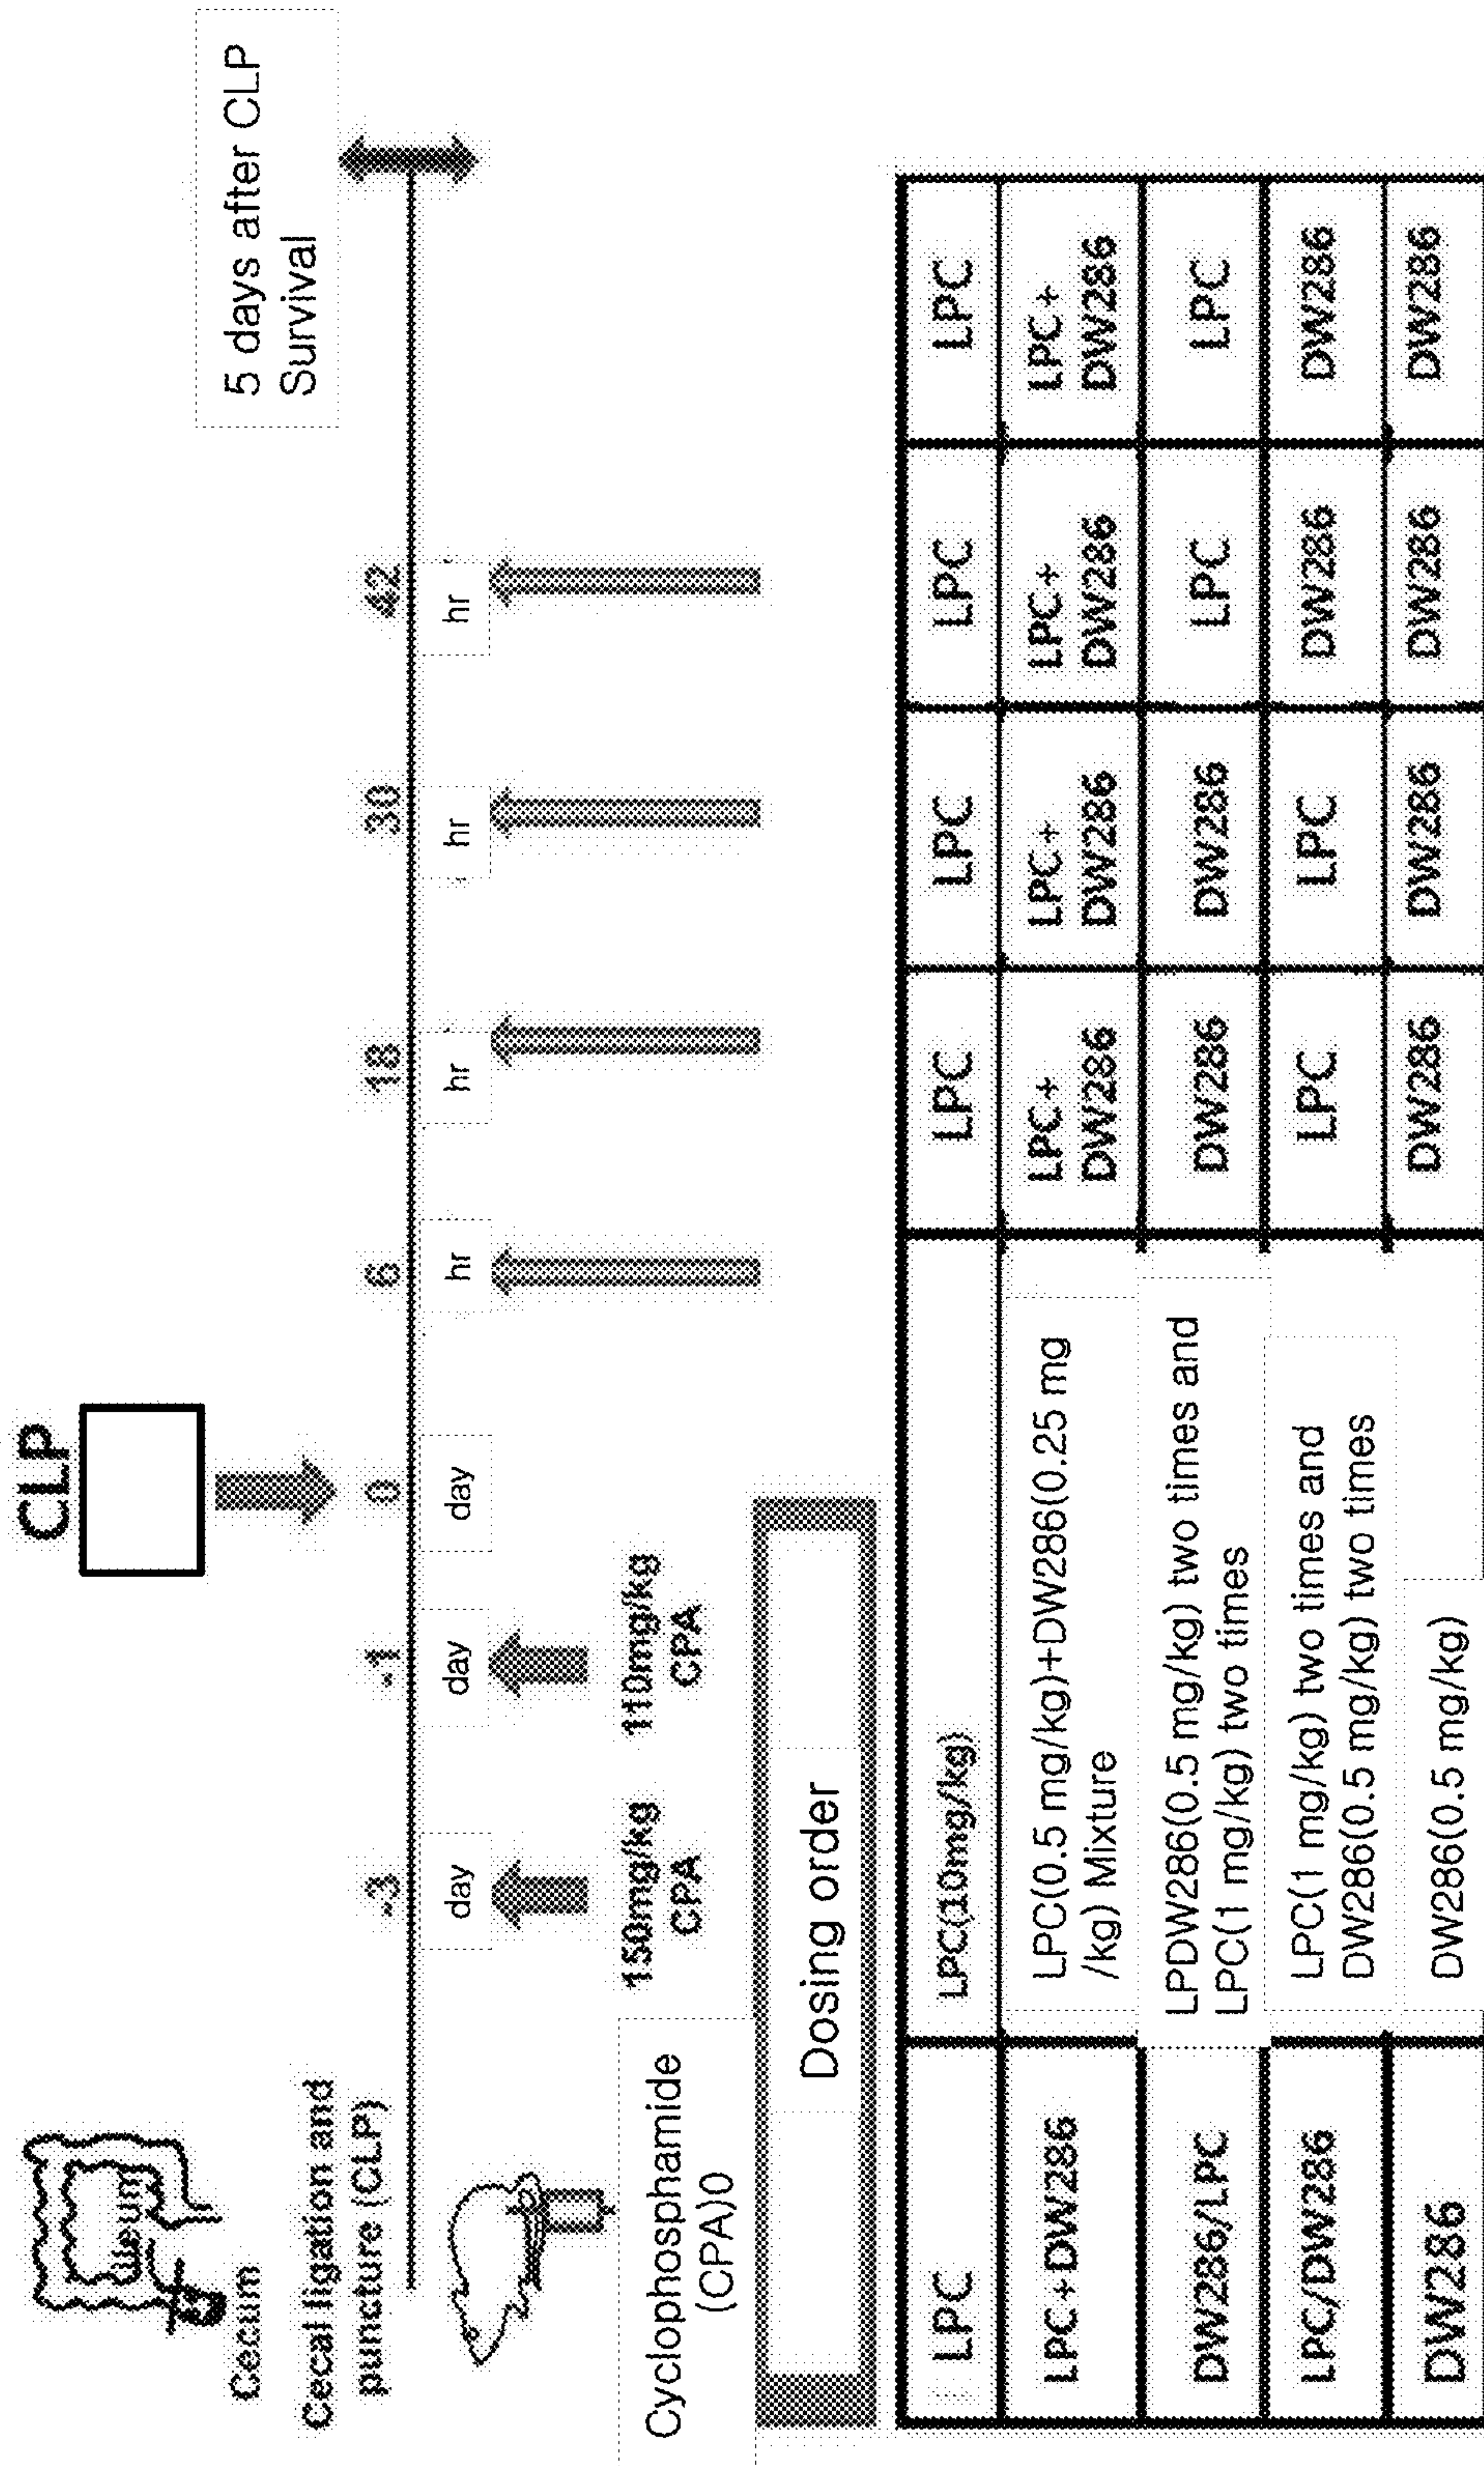 CLP
5 days after CLP
Survival
ileum
Cecum
Cecal ligation and
puncture (CLP)
-3 -1 0 6 18 30 42
day day day hr hr hr hr
150mg/kg
CPA
110mg/kg
CPA
Cyclophosphamide
(CPA)0
Dosing order
LPC LPC(10mg/kg) LPC LPC LPC LPC
LPC+DW286 LPC(0.5 mg/kg)+DW286(0.25 mg
/kg) Mixture
LPC+
DW286
LPC+
DW286
LPC+
DW286
LPC+
DW286
DW286/LPC LPDW286(0.5 mg/kg) two times and
LPC(1 mg/kg) two times
DW286 DW286 LPC LPC
LPC/DW286 LPC(1 mg/kg) two times and
DW286(0.5 mg/kg) two times
LPC LPC DW286 DW286
DW286 DW286(0.5 mg/kg) DW286 DW286 DW286 DW286